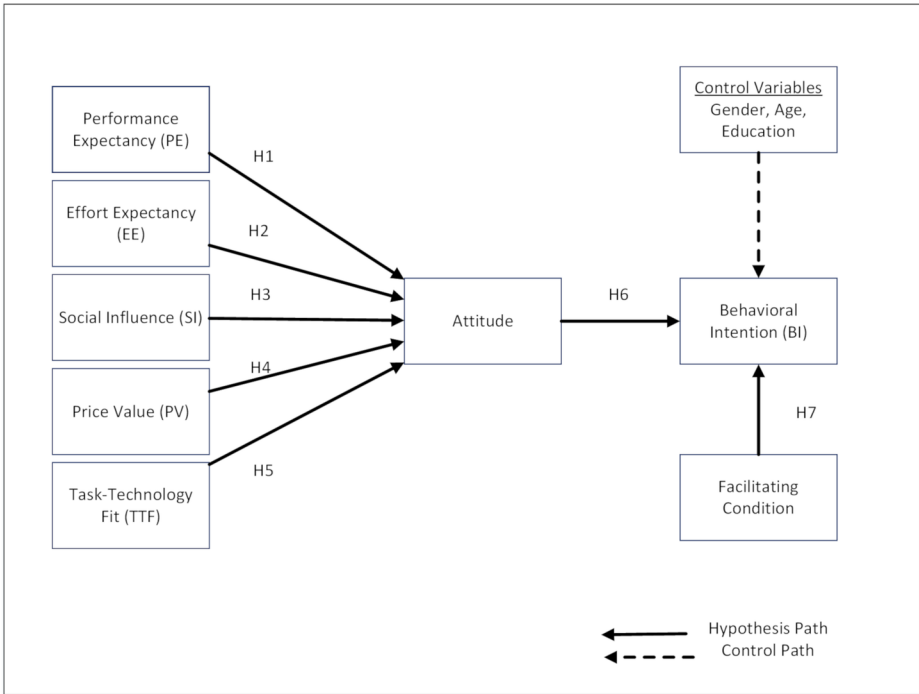 Performance
Expectancy (PE)
H1
Effort Expectancy
(EE)
H2
Social Influence (SI)
H3
Price Value (PV)
H4
Task-Technology
Fit (TTF)
H5
Attitude
H6
Control Variables
Gender, Age,
Education
Behavioral
Intention (BI)
H7
Facilitating
Condition
Hypothesis Path
Control Path